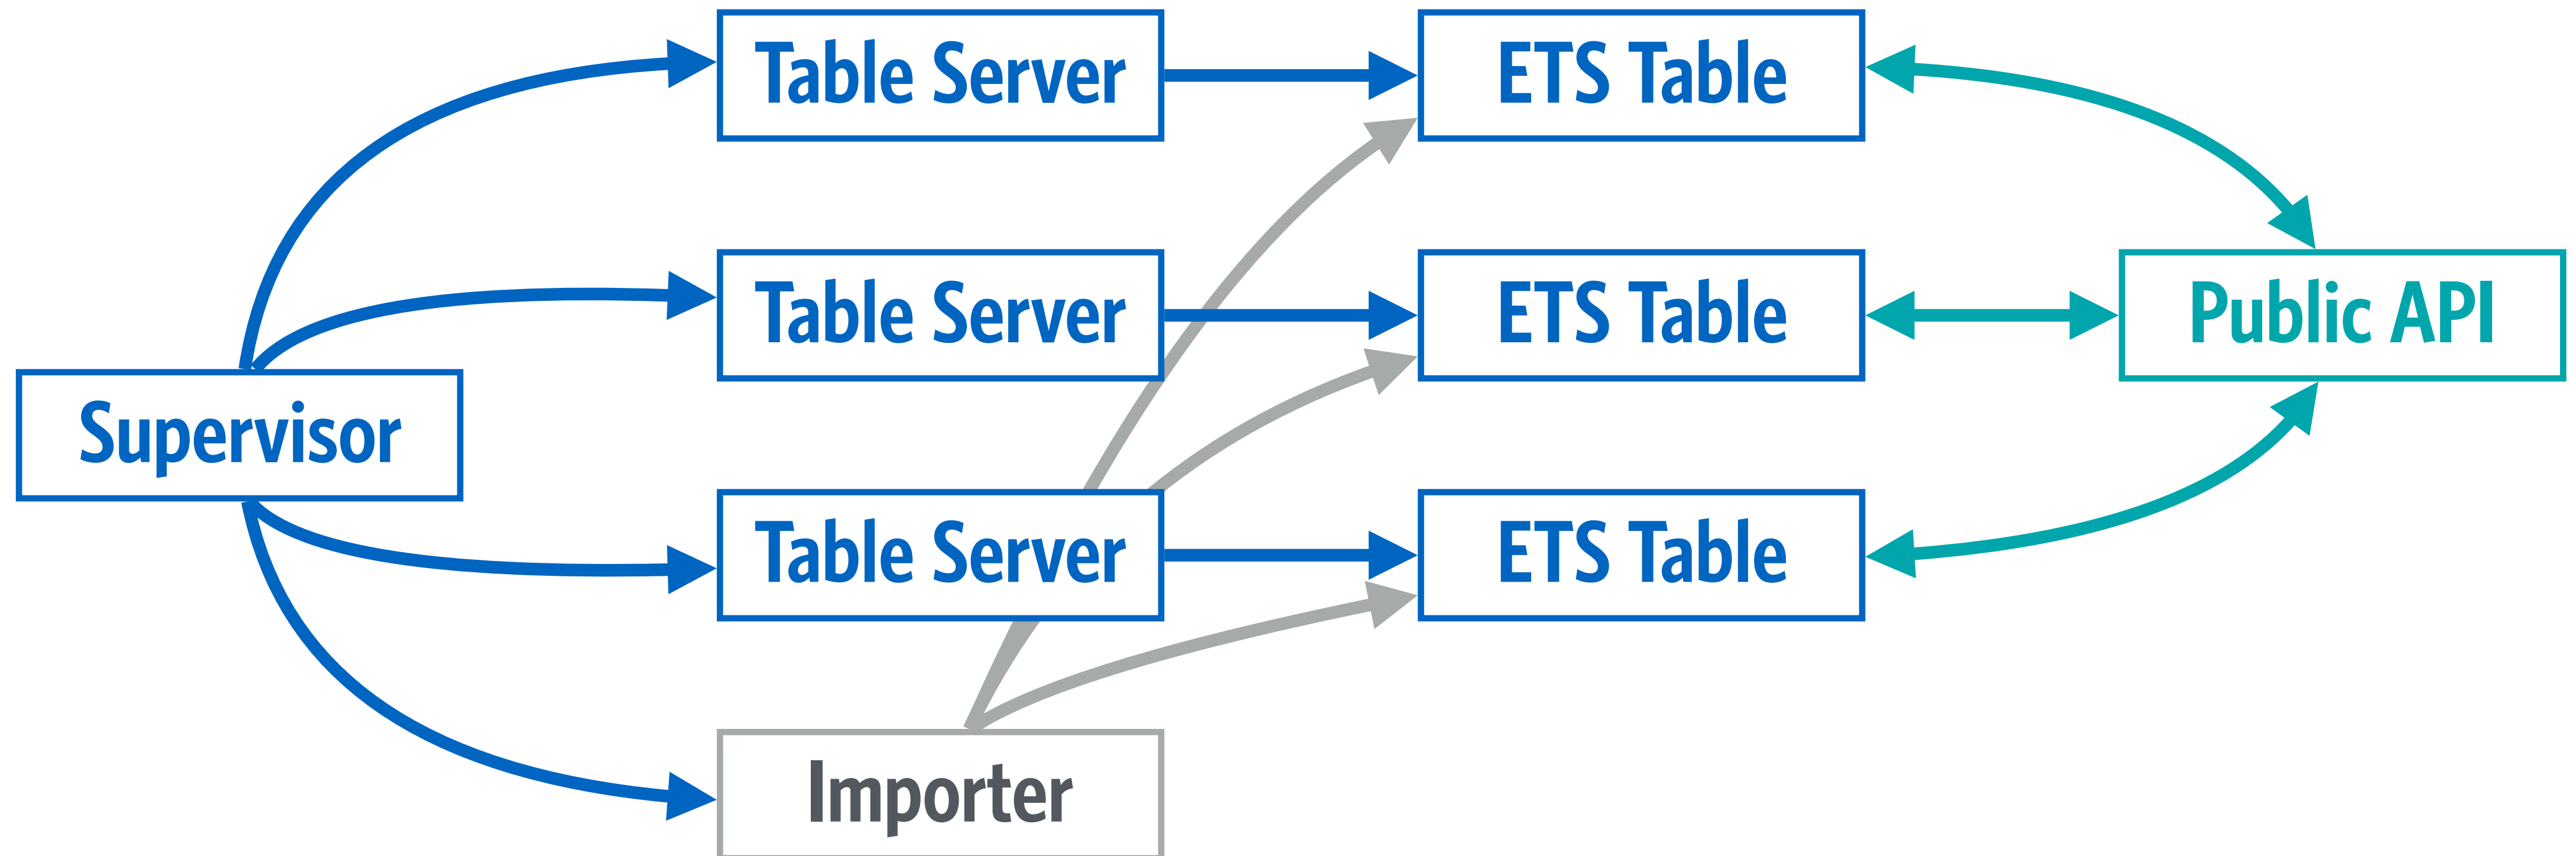 Table Server
ETS Table
Table Server
ETS Table
Public API
Supervisor
Table Server
ETS Table
Importer